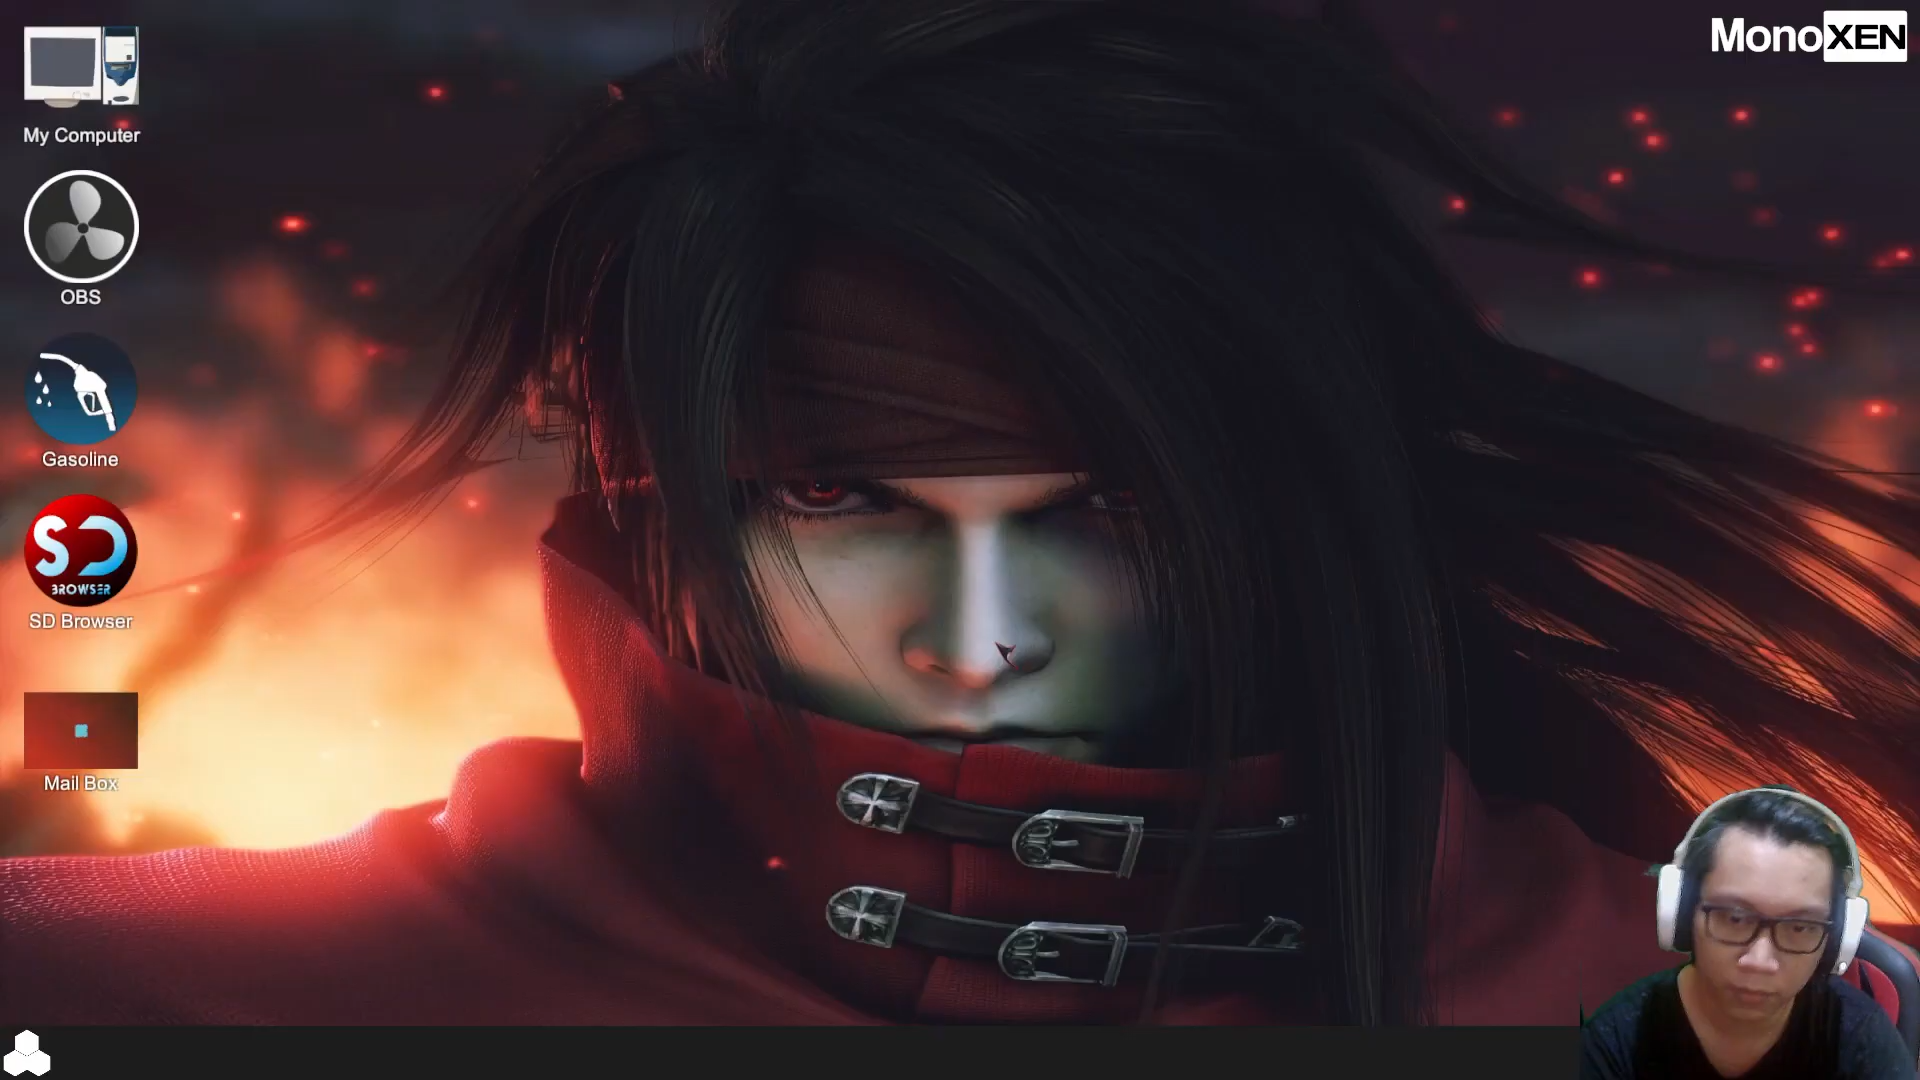 MonoXEN
My Computer
OBS
Gasoline
SD
BROWSER
SD Browser
Mail Box